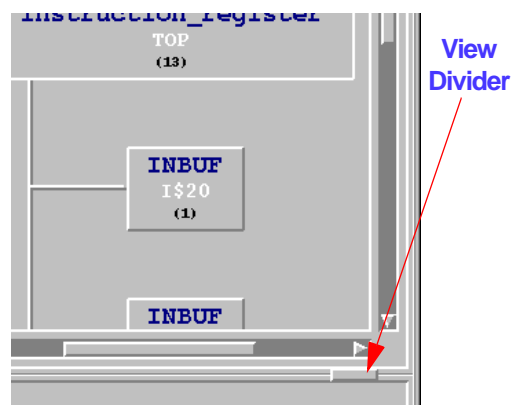 instruction_register
TOP
(13)
View
Divider
INBUF
I$20
(1)
INBUF